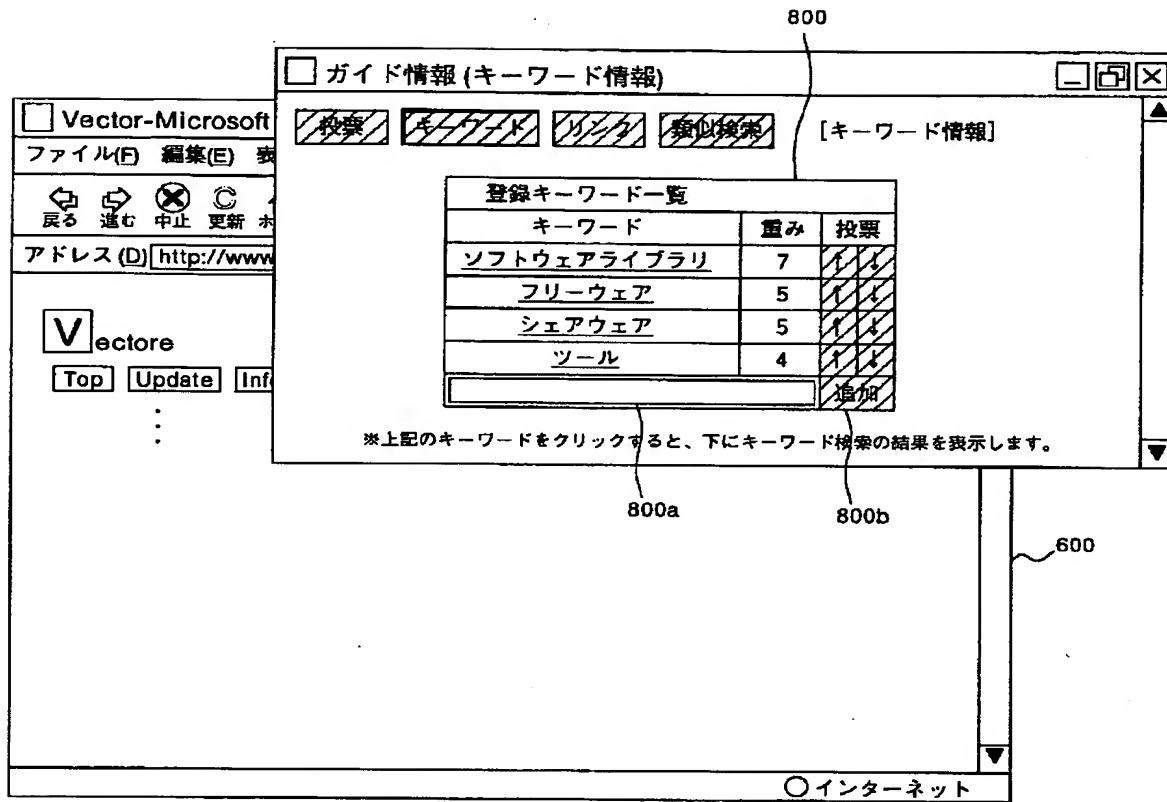 800
ガイド情報 (キーワード情報)
投票 キーワード リンク 類似検索 [キーワード情報]
登録キーワード一覧
キーワード 重み 投票
ソフトウェアライブラリ 7 ↑ ↓
フリーウェア 5 ↑ ↓
シェアウェア 5 ↑ ↓
ツール 4 ↑ ↓
追加
※上記のキーワードをクリックすると、下にキーワード検索の結果を表示します。
800a
800b
Vector-Microsoft
ファイル(F) 編集(E) 表
戻る 進む 中止 更新 ホ
アドレス(D) http://www
Vectore
Top Update Info
600
インターネット